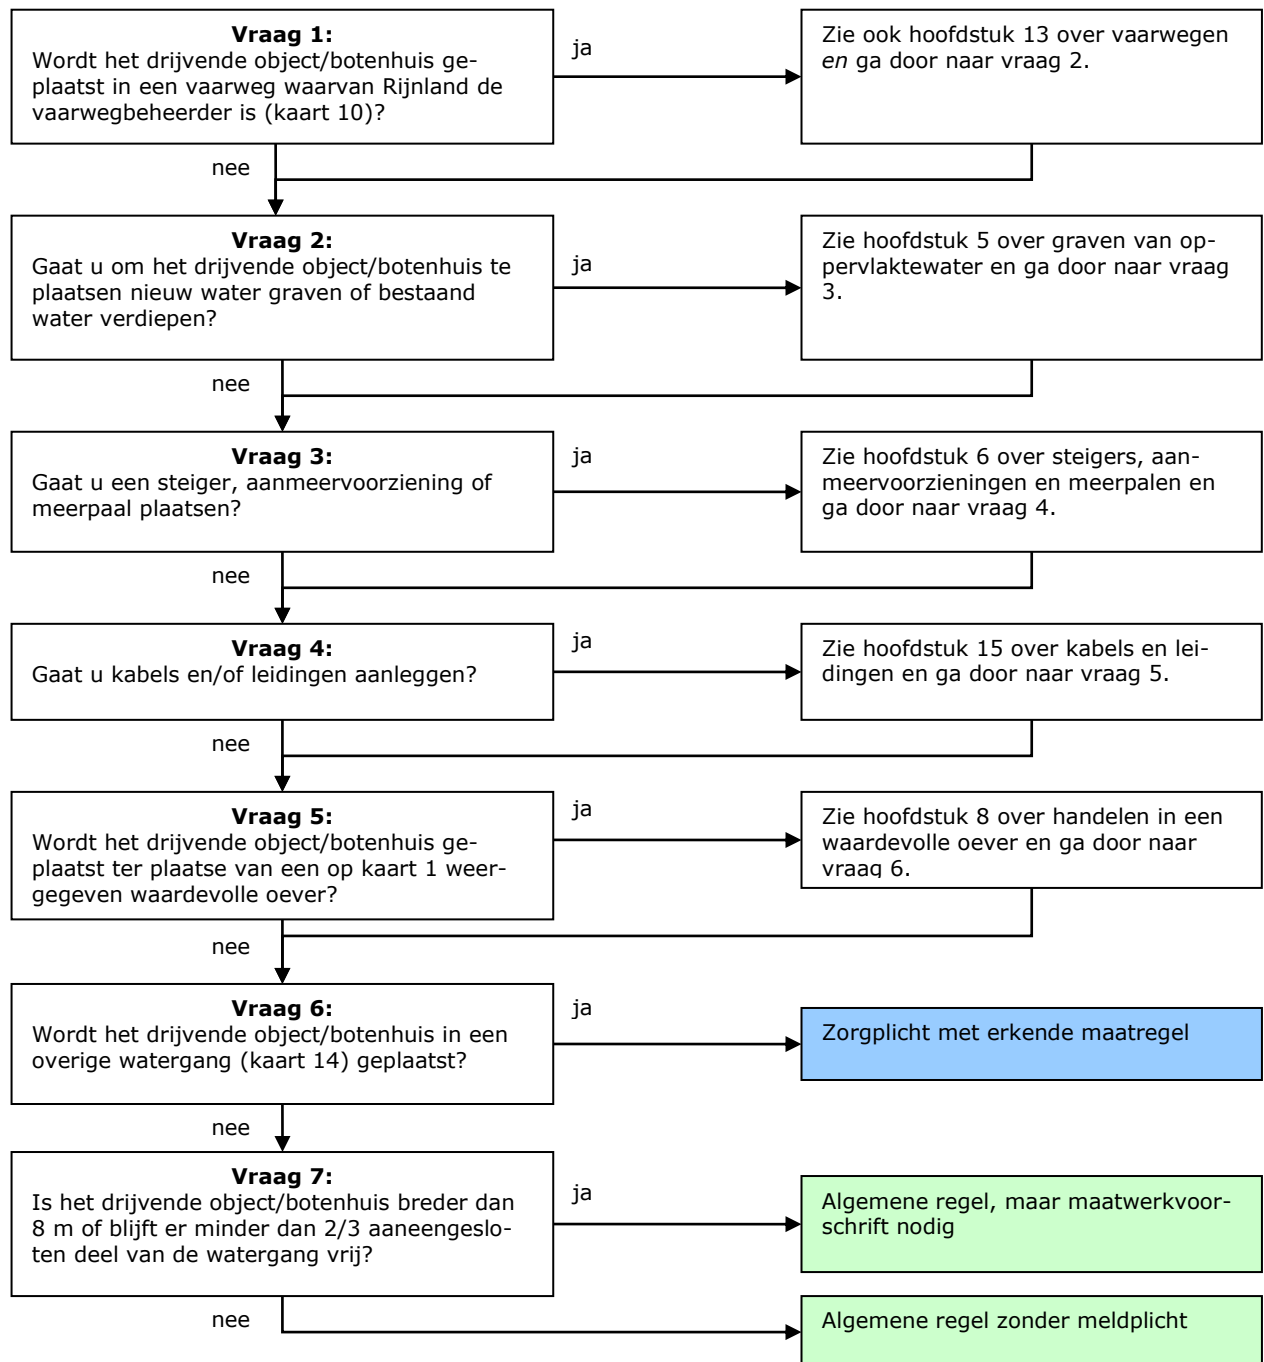 Vraag 1:
Wordt het drijvende object/botenhuis ge-
plaatst in een vaarweg waarvan Rijnland de
vaarwegbeheerder is (kaart 10)?
ja
Zie ook hoofdstuk 13 over vaarwegen
en ga door naar vraag 2.
nee
Vraag 2:
Gaat u om het drijvende object/botenhuis te
plaatsen nieuw water graven of bestaand
water verdiepen?
ja
Zie hoofdstuk 5 over graven van op-
pervlaktewater en ga door naar vraag
3.
nee
Vraag 3:
Gaat u een steiger, aanmeervoorziening of
meerpaal plaatsen?
ja
Zie hoofdstuk 6 over steigers, aan-
meervoorzieningen en meerpalen en
ga door naar vraag 4.
nee
Vraag 4:
Gaat u kabels en/of leidingen aanleggen?
ja
Zie hoofdstuk 15 over kabels en lei-
dingen en ga door naar vraag 5.
nee
Vraag 5:
Wordt het drijvende object/botenhuis ge-
plaatst ter plaatse van een op kaart 1 weer-
gegeven waardevolle oever?
ja
Zie hoofdstuk 8 over handelen in een
waardevolle oever en ga door naar
vraag 6.
nee
Vraag 6:
Wordt het drijvende object/botenhuis in een
overige watergang (kaart 14) geplaatst?
ja
Zorgplicht met erkende maatregel
nee
Vraag 7:
Is het drijvende object/botenhuis breder dan
8 m of blijft er minder dan 2/3 aaneengeslo-
ten deel van de watergang vrij?
ja
Algemene regel, maar maatwerkvoor-
schrift nodig
nee
Algemene regel zonder meldplicht